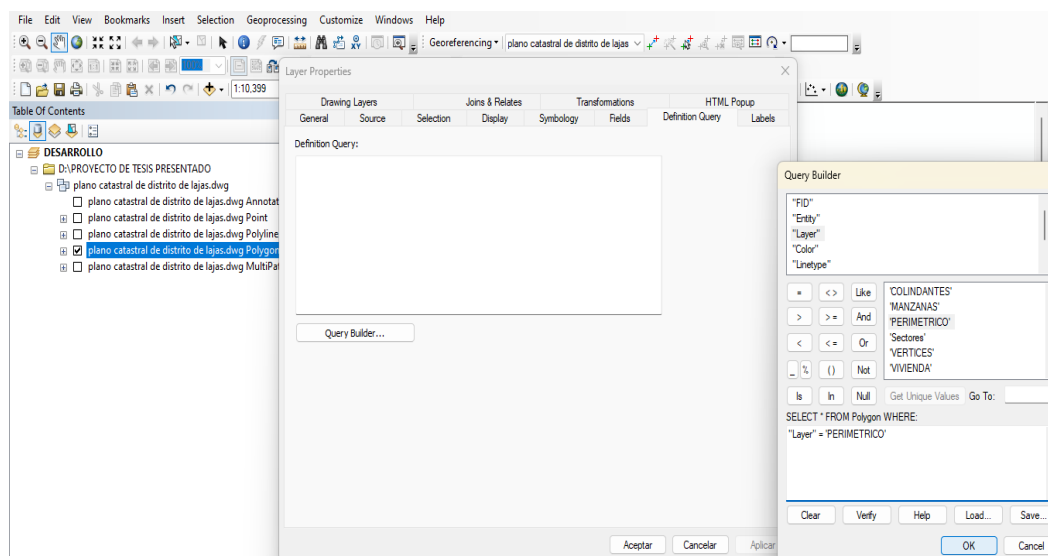 File Edit View Bookmarks Insert Selection Geoprocessing Customize Windows Help
Georeferencing plano catastral de distrito de lajas
1:10,399
Table Of Contents
DESARROLLO
D:\PROYECTO DE TESIS PRESENTADO
plano catastral de distrito de lajas.dwg
plano catastral de distrito de lajas.dwg Annotat
plano catastral de distrito de lajas.dwg Point
plano catastral de distrito de lajas.dwg Polyline
plano catastral de distrito de lajas.dwg Polygon
plano catastral de distrito de lajas.dwg MultiPat
Layer Properties
Drawing Layers Joins & Relates Transformations HTML Popup
General Source Selection Display Symbology Fields Definition Query Labels
Definition Query:
Query Builder...
Aceptar Cancelar Aplicar
Query Builder
"FID"
"Entity"
"Layer"
"Color"
"Linetype"
= <> Like
> >= And
< <= Or
_ % () Not
Is In Null
'COLINDANTES'
'MANZANAS'
'PERIMETRICO'
'Sectores'
'VERTICES'
'VIVIENDA'
Get Unique Values Go To:
SELECT * FROM Polygon WHERE:
"Layer" = 'PERIMETRICO'
Clear Verify Help Load... Save...
OK Cancel